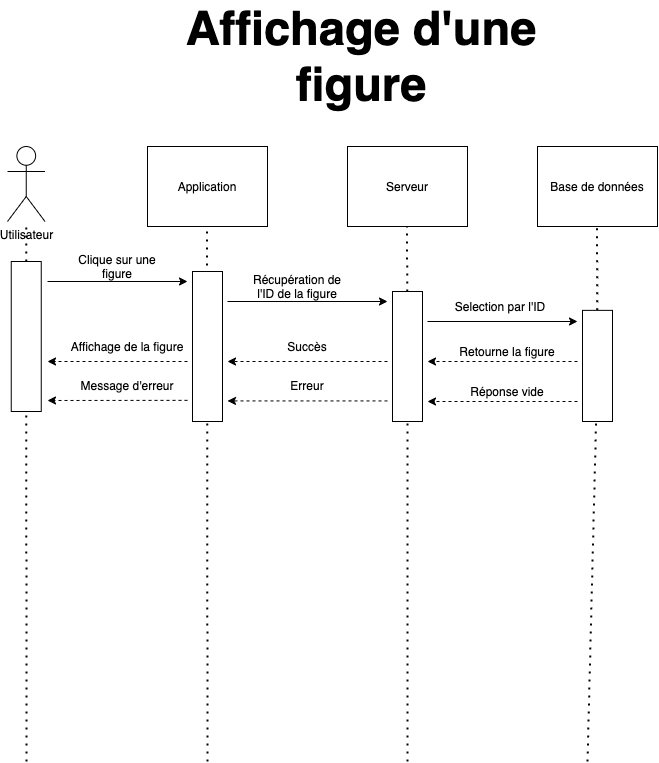 Affichage d'une
figure
Application
Serveur
Base de données
Utilisateur
Clique sur une
figure
Récupération de
l'ID de la figure
Selection par l'ID
Affichage de la figure
Succès
Retourne la figure
Message d'erreur
Erreur
Réponse vide